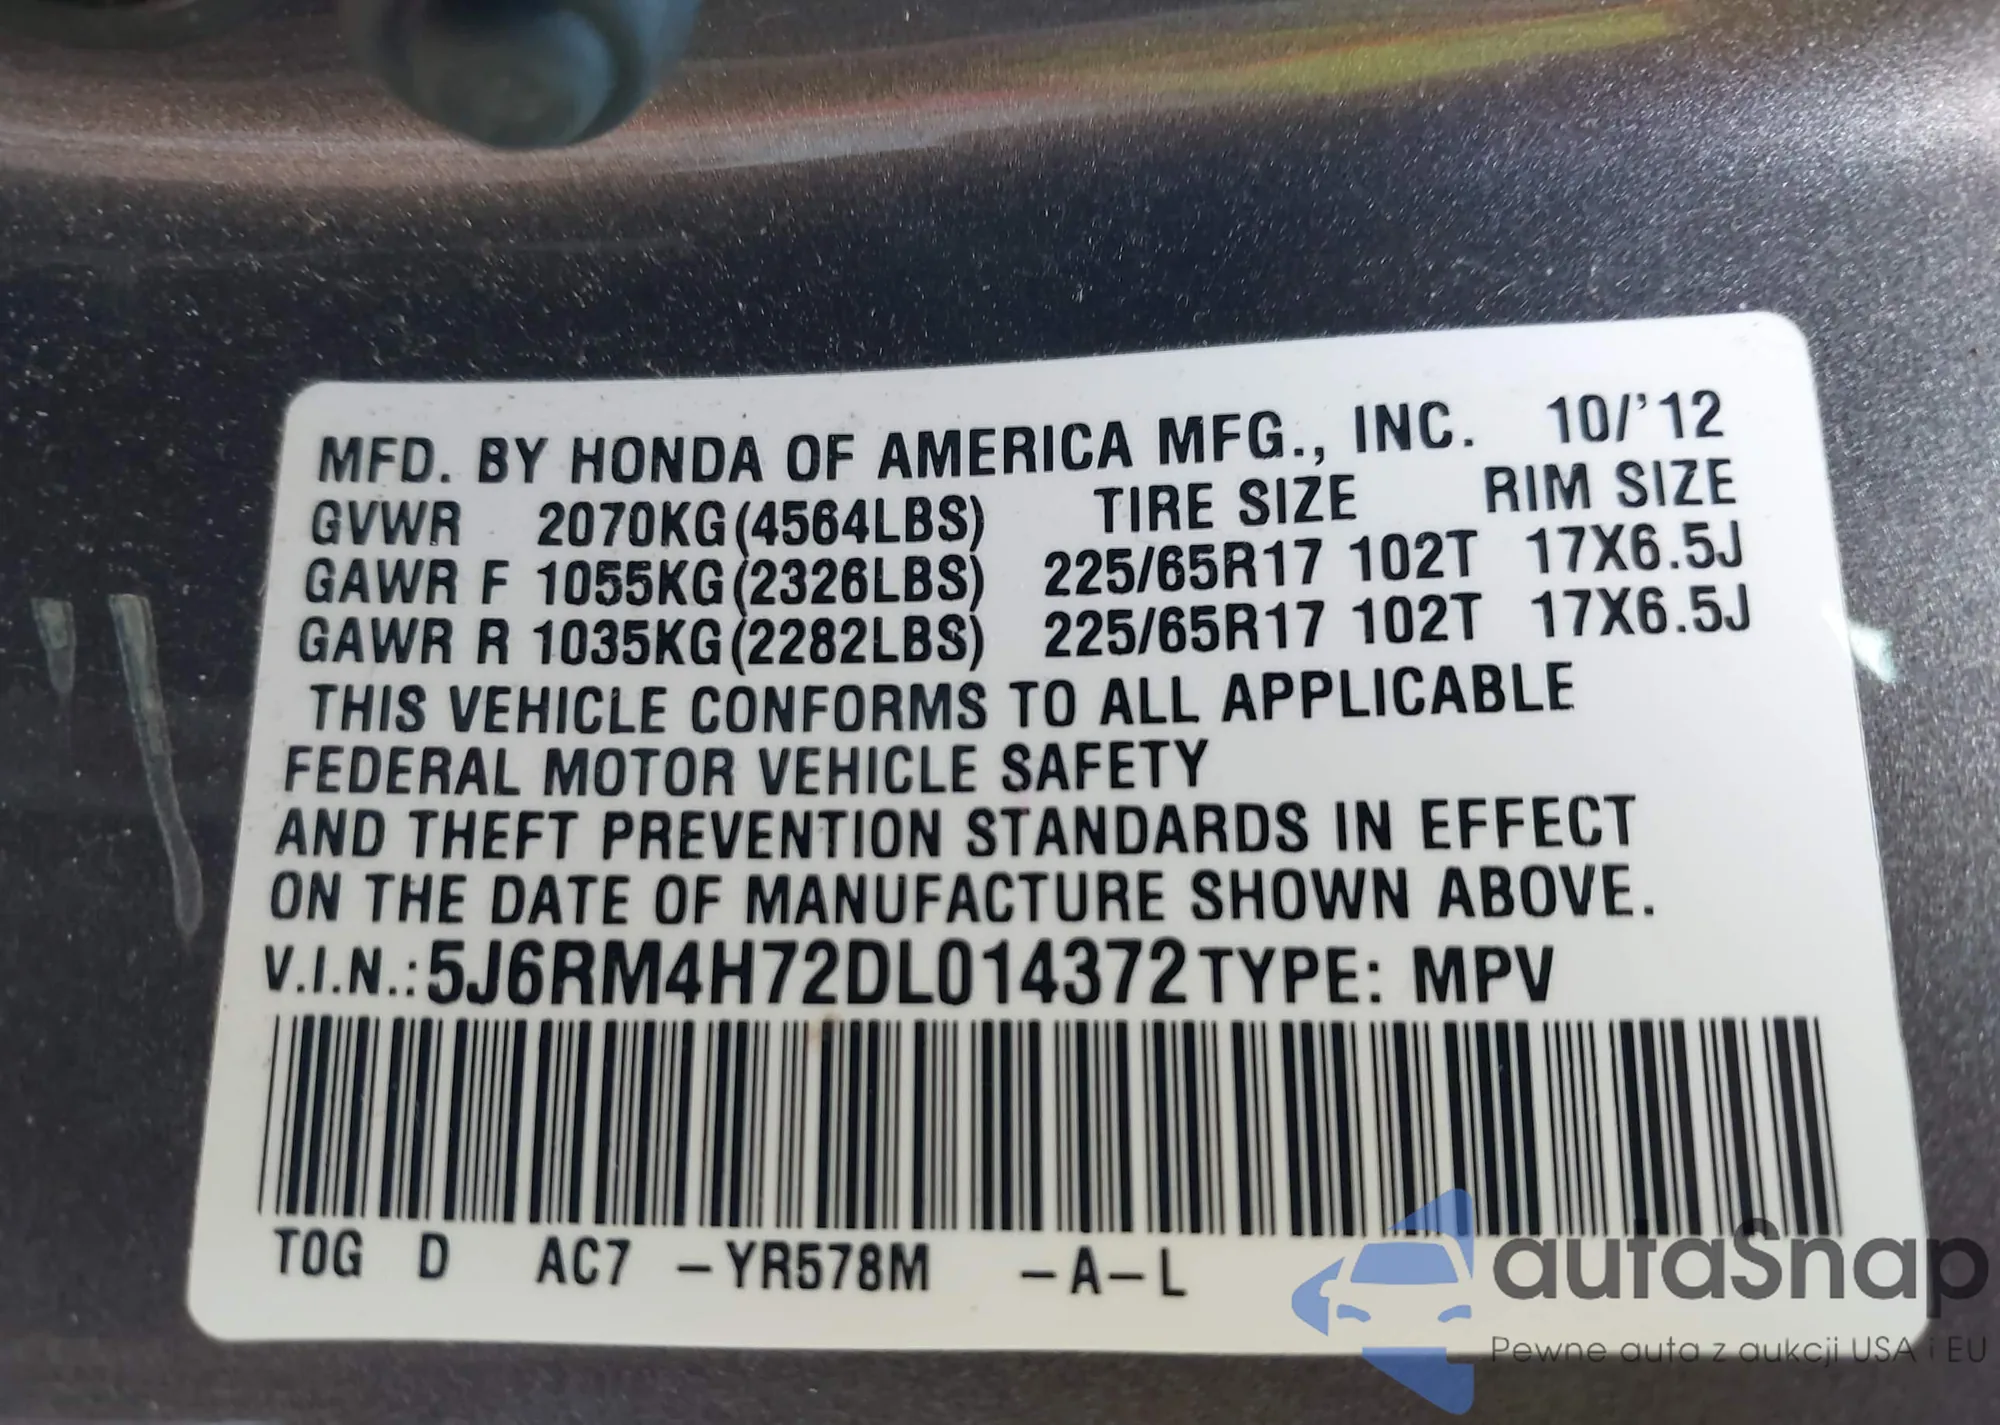 MFD. BY HONDA OF AMERICA MFG., INC. 10/'12
GVWR 2070KG(4564LBS) TIRE SIZE RIM SIZE
GAWR F 1055KG(2326LBS) 225/65R17 102T 17X6.5J
GAWR R 1035KG(2282LBS) 225/65R17 102T 17X6.5J
THIS VEHICLE CONFORMS TO ALL APPLICABLE
FEDERAL MOTOR VEHICLE SAFETY
AND THEFT PREVENTION STANDARDS IN EFFECT
ON THE DATE OF MANUFACTURE SHOWN ABOVE.
V.I.N.:5J6RM4H72DL014372 TYPE: MPV
T0G D AC7 -YR578M -A-L
autaSnap
Pewne auta z aukcji USA i EU